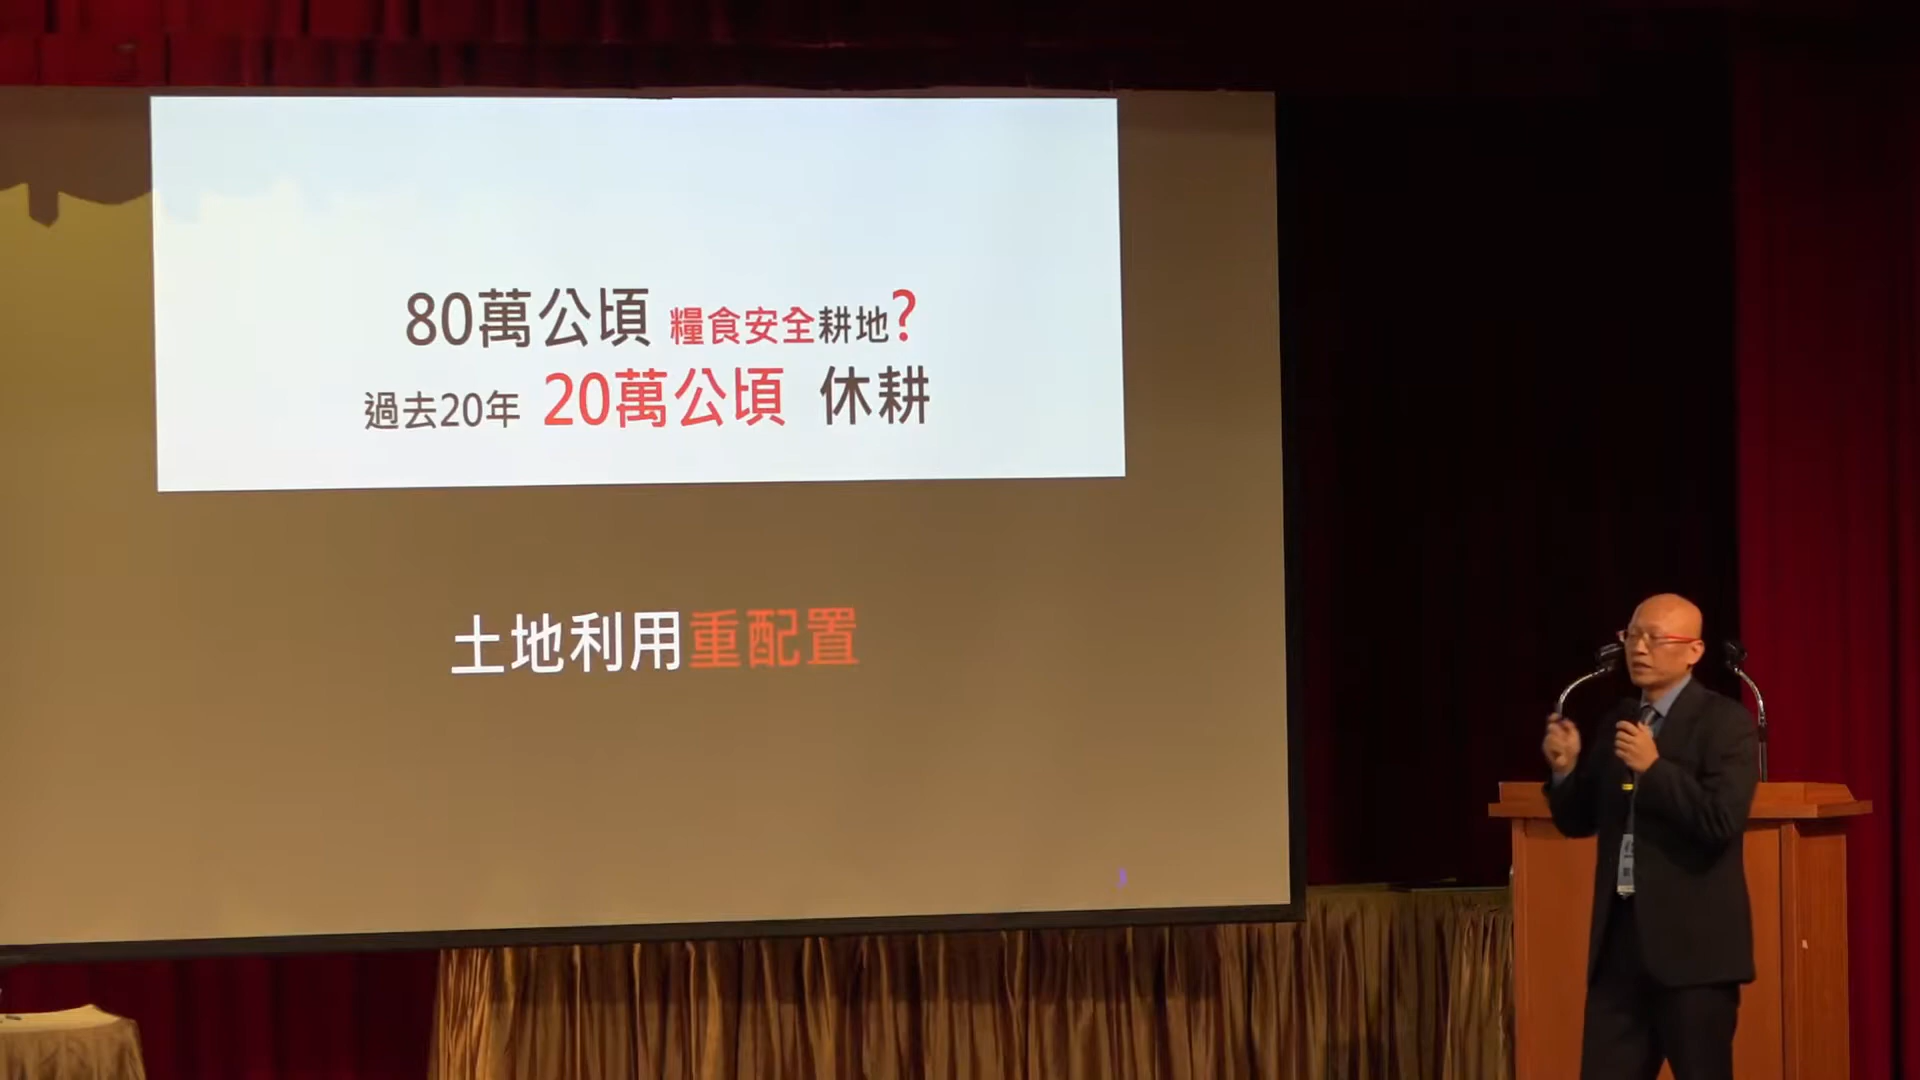 80萬公頃 糧食安全耕地?
過去20年 20萬公頃 休耕
土地利用重配置